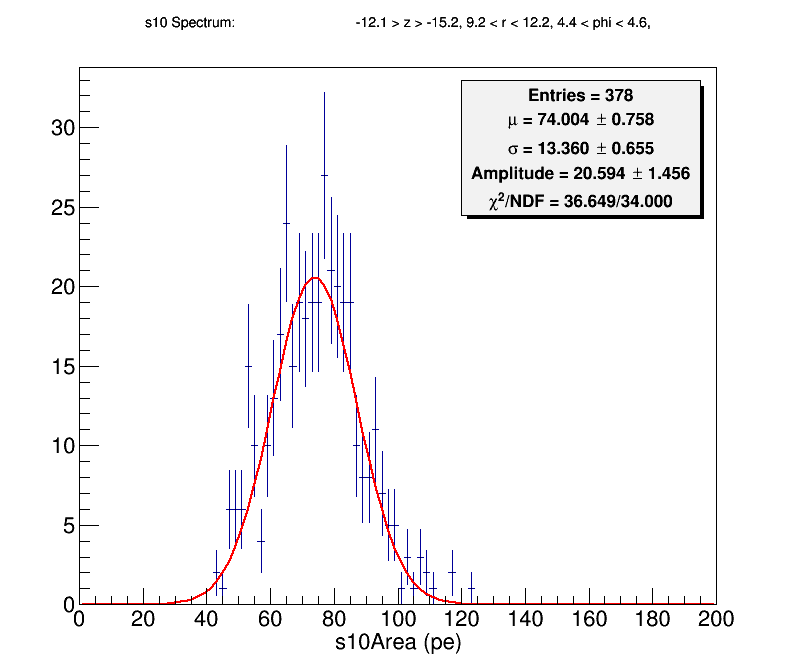 s10 Spectrum: -12.1 > z > -15.2, 9.2 < r < 12.2, 4.4 < phi < 4.6,
Entries = 378
μ = 74.004 ± 0.758
σ = 13.360 ± 0.655
Amplitude = 20.594 ± 1.456
χ²/NDF = 36.649/34.000
30
25
20
15
10
5
0
0 20 40 60 80 100 120 140 160 180 200
s10Area (pe)